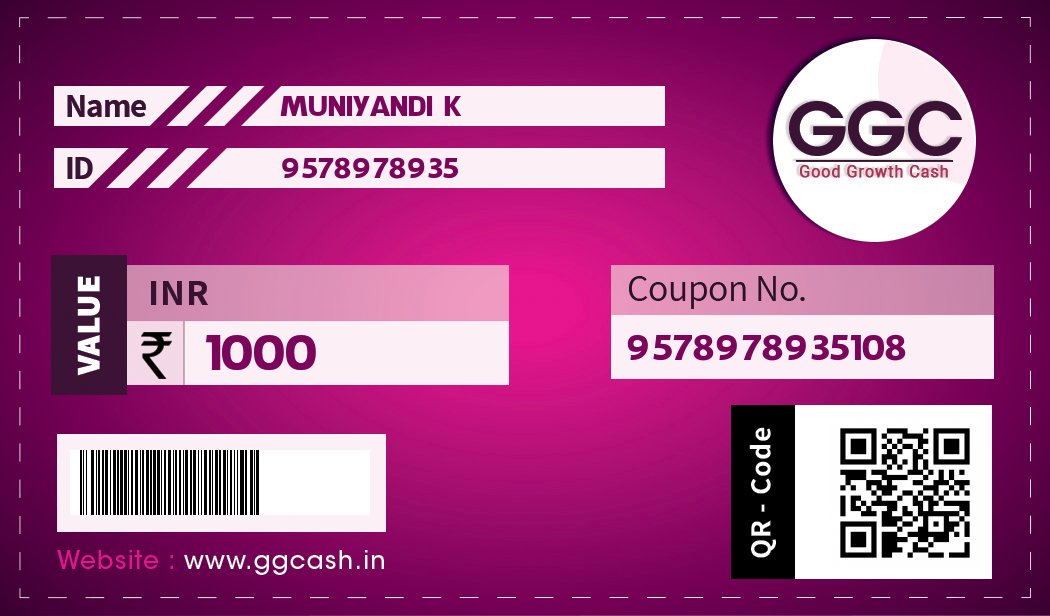 Name MUNIYANDI K
ID 9578978935
GGC
Good Growth Cash
VALUE
INR
₹ 1000
Coupon No.
9578978935108
QR - Code
Website : www.ggcash.in